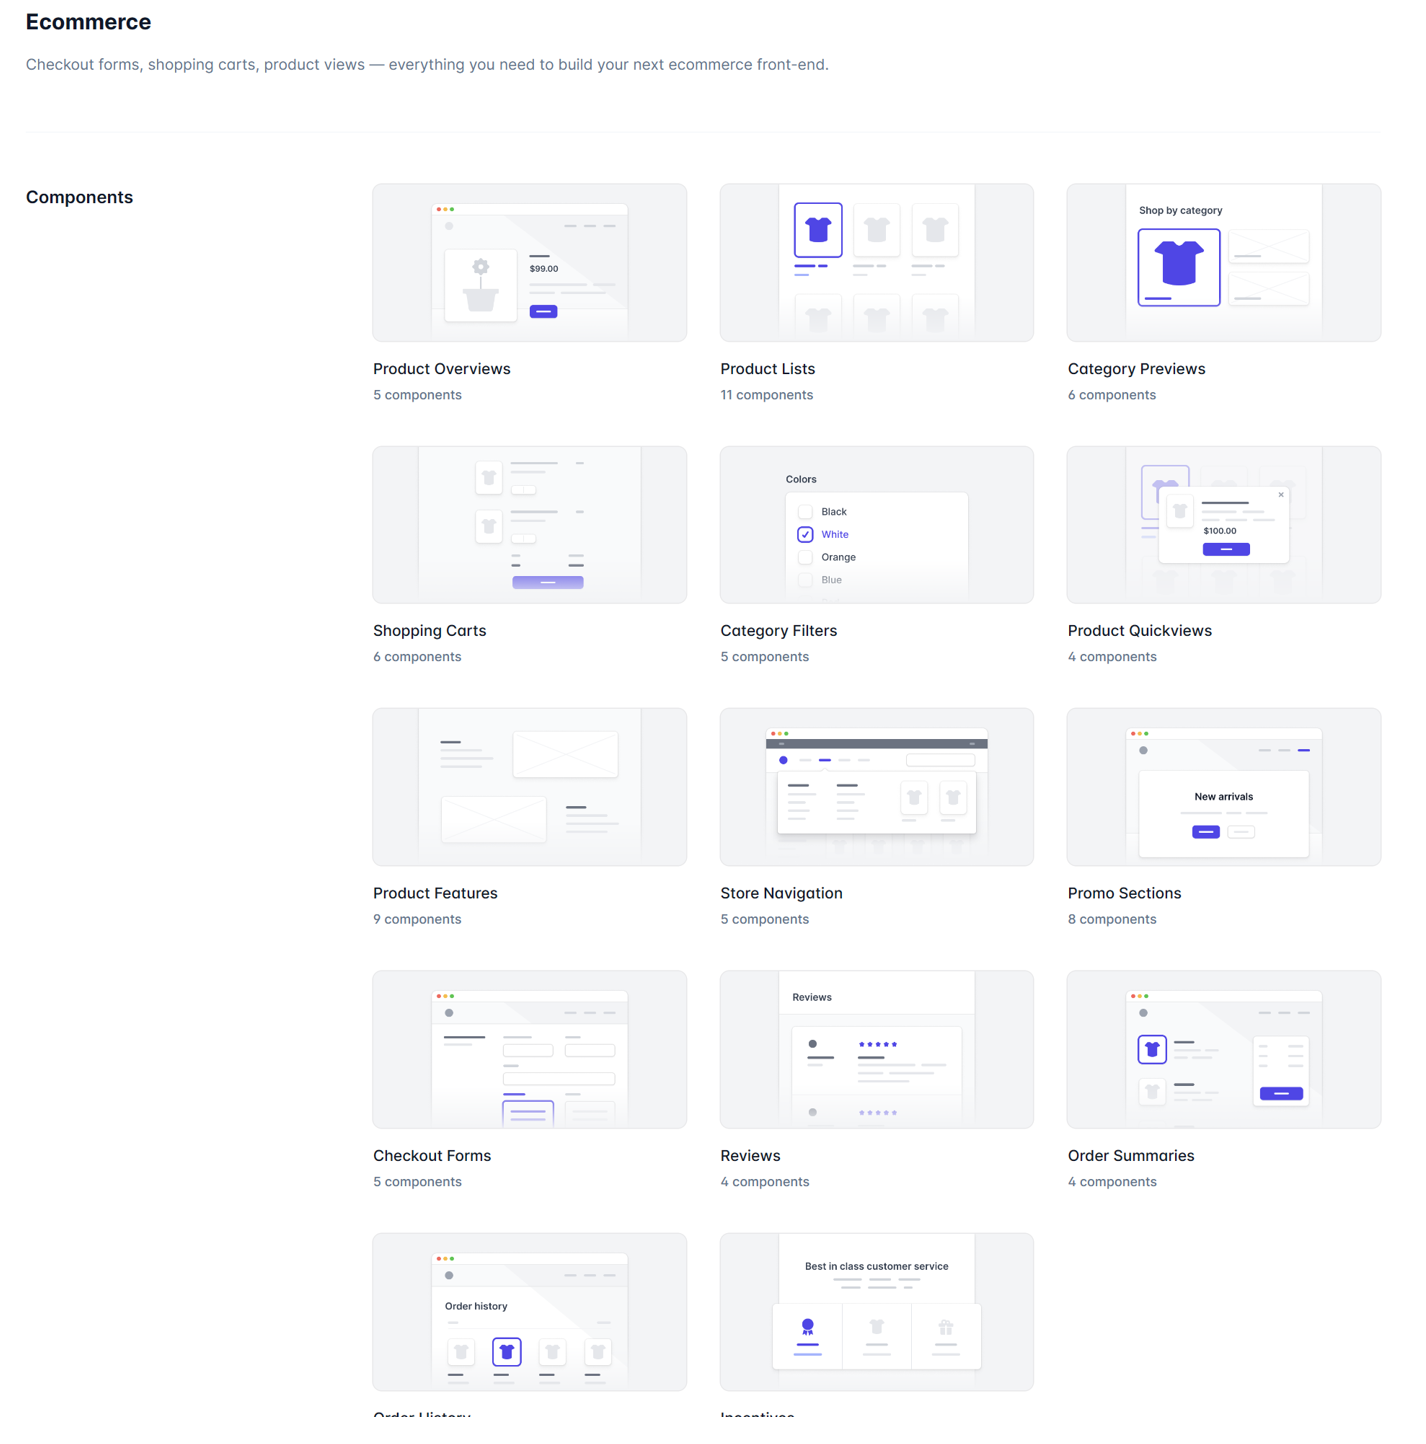 Ecommerce
Checkout forms, shopping carts, product views — everything you need to build your next ecommerce front-end.
Components
$99.00
Shop by category
Product Overviews
5 components
Product Lists
11 components
Category Previews
6 components
Colors
Black
White
Orange
Blue
$100.00
Shopping Carts
6 components
Category Filters
5 components
Product Quickviews
4 components
New arrivals
Product Features
9 components
Store Navigation
5 components
Promo Sections
8 components
Reviews
Checkout Forms
5 components
Reviews
4 components
Order Summaries
4 components
Order history
Best in class customer service
Order History
Incentives